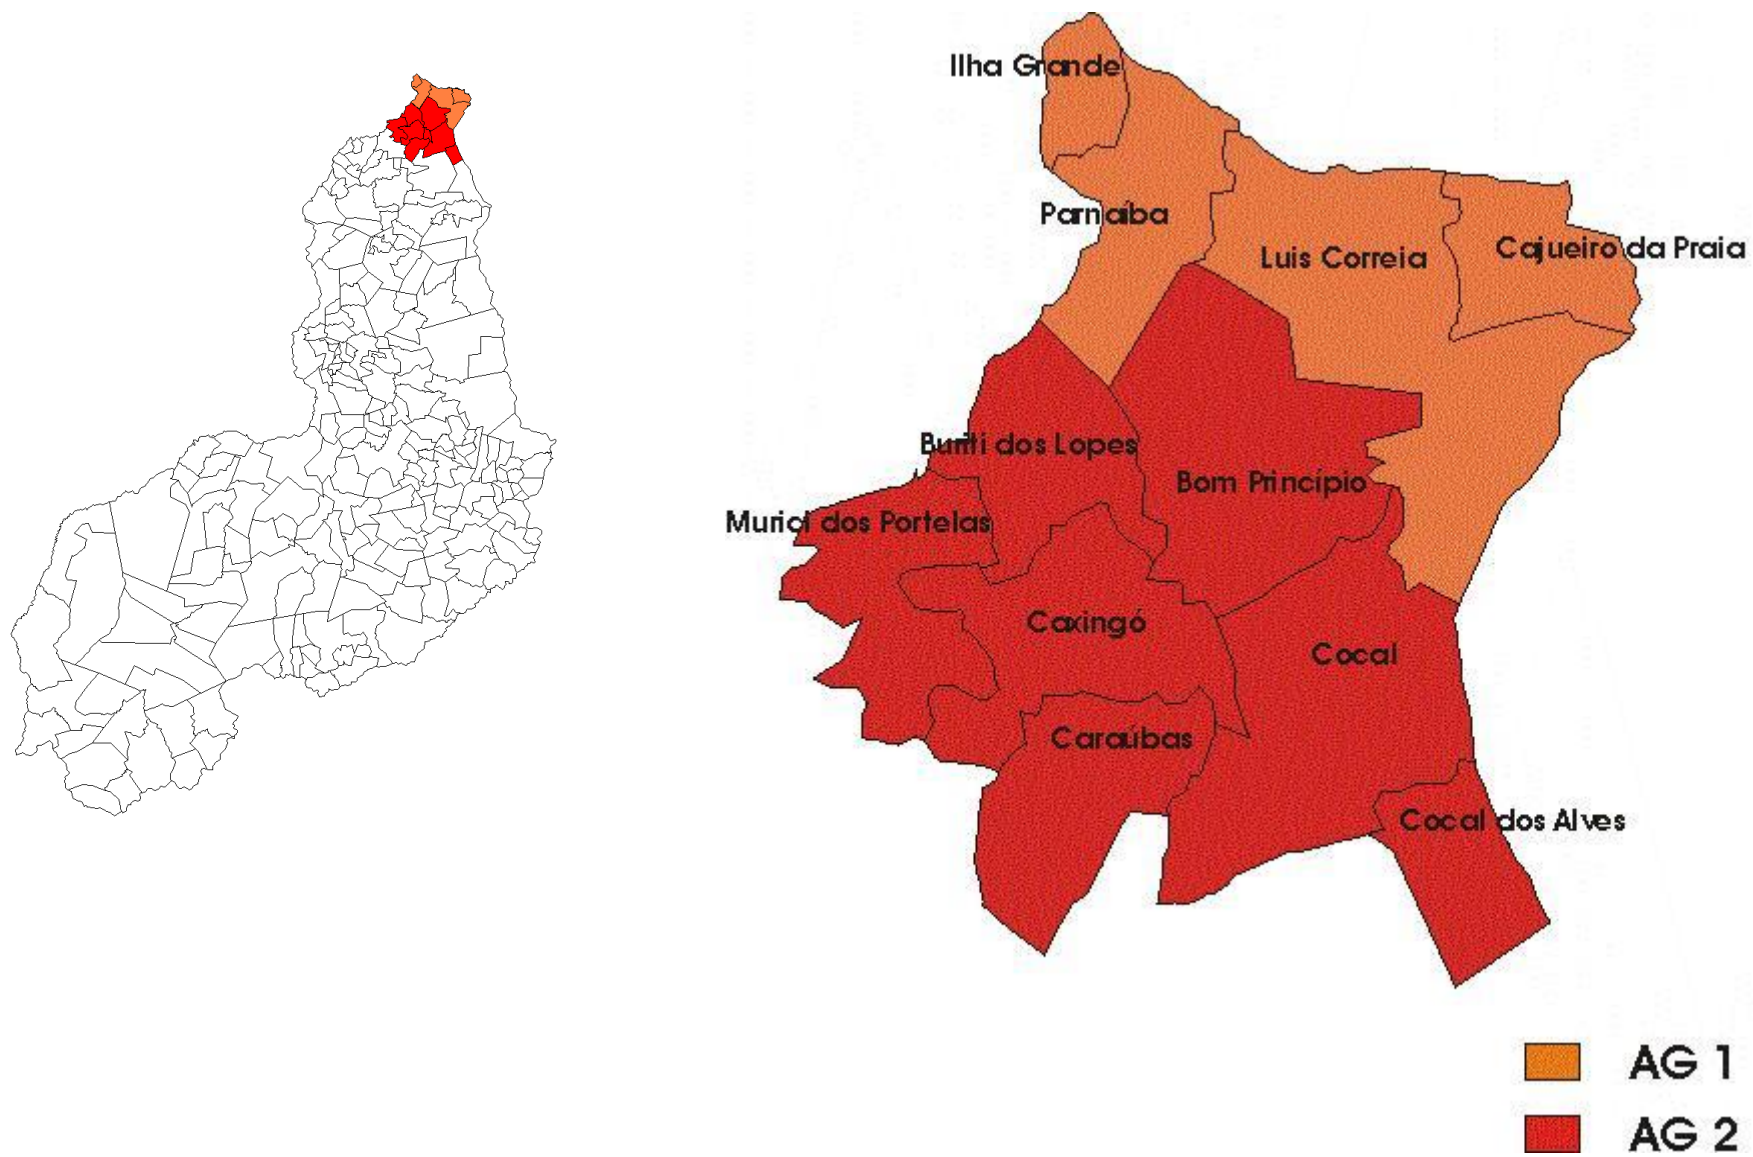 Ilha Grande
Parnaíba
Luis Correia
Cajueiro da Praia
Buriti dos Lopes
Bom Princípio
Murici dos Portelas
Caxingó
Cocal
Caraúbas
Cocal dos Alves
AG 1
AG 2